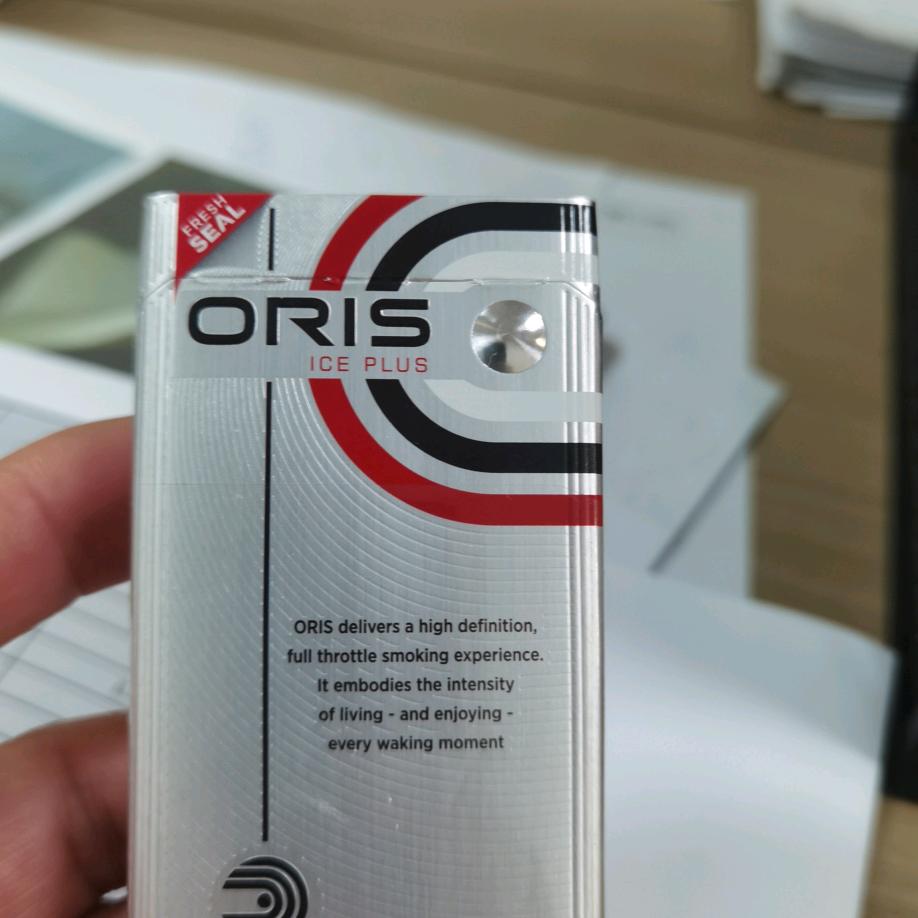 FRESH
SEAL
ORIS
ICE PLUS
ORIS delivers a high definition,
full throttle smoking experience.
It embodies the intensity
of living - and enjoying -
every waking moment